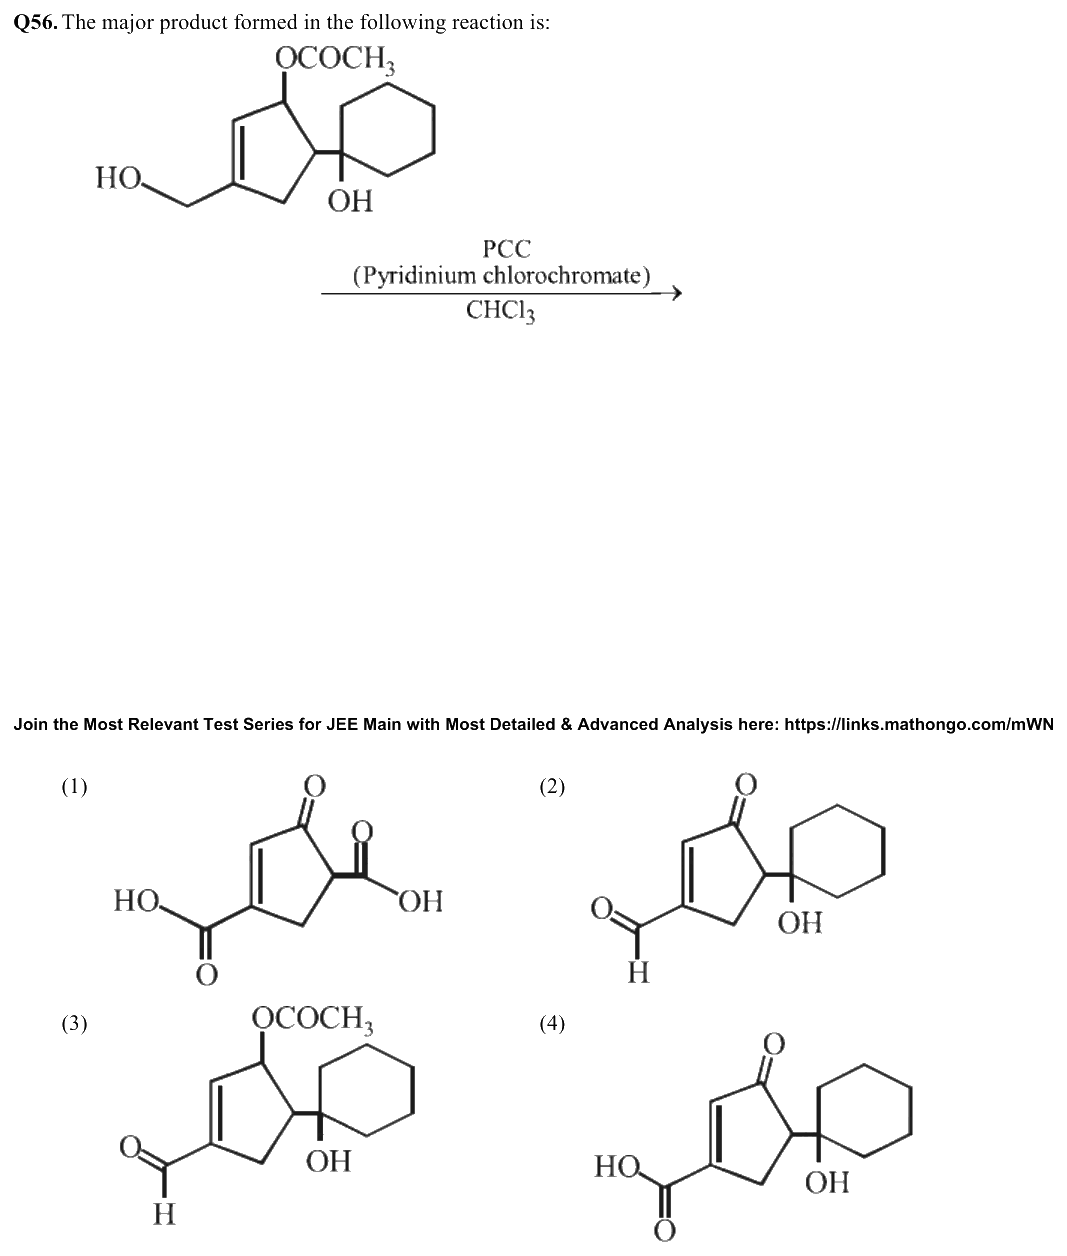 Q56. The major product formed in the following reaction is:
OCOCH3
HO
OH
PCC
(Pyridinium chlorochromate)
CHCl3
Join the Most Relevant Test Series for JEE Main with Most Detailed & Advanced Analysis here: https://links.mathongo.com/mWN
(1)
O
O
HO
OH
O
(2)
O
O
OH
H
(3)
OCOCH3
O
OH
H
(4)
O
HO
OH
O